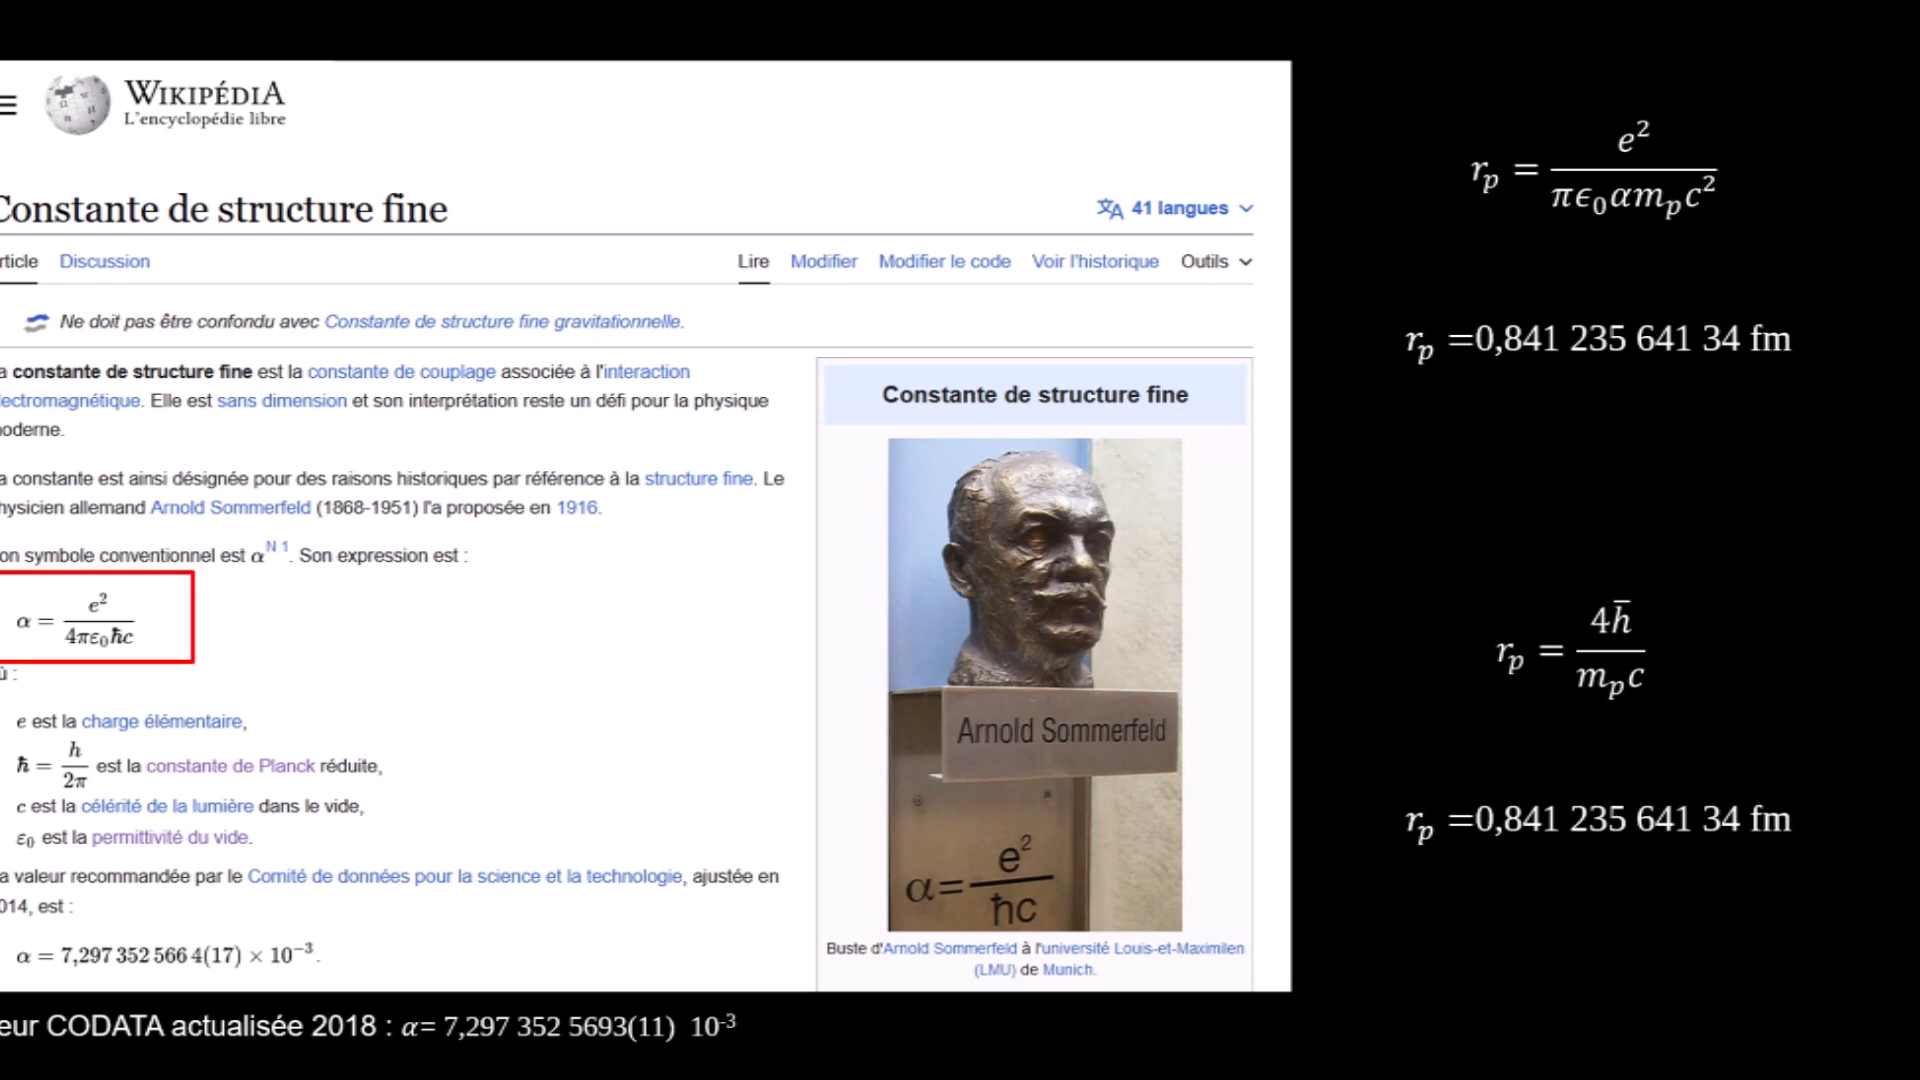 WIKIPÉDIA
L'encyclopédie libre
Constante de structure fine
41 langues
rticle Discussion Lire Modifier Modifier le code Voir l'historique Outils
Ne doit pas être confondu avec Constante de structure fine gravitationnelle.
a constante de structure fine est la constante de couplage associée à l'interaction
lectromagnétique. Elle est sans dimension et son interprétation reste un défi pour la physique
oderne.
a constante est ainsi désignée pour des raisons historiques par référence à la structure fine. Le
hysicien allemand Arnold Sommerfeld (1868-1951) l'a proposée en 1916.
on symbole conventionnel est α^N 1. Son expression est :
α = e² / 4πε₀ħc
ù :
e est la charge élémentaire,
ħ = h / 2π est la constante de Planck réduite,
c est la célérité de la lumière dans le vide,
ε₀ est la permittivité du vide.
a valeur recommandée par le Comité de données pour la science et la technologie, ajustée en
014, est :
α = 7,297 352 566 4(17) × 10⁻³.
Constante de structure fine
Arnold Sommerfeld
α = e² / ħc
Buste d'Arnold Sommerfeld à l'université Louis-et-Maximilen
(LMU) de Munich.
eur CODATA actualisée 2018 : α= 7,297 352 5693(11) 10⁻³
r_p = e² / πϵ₀αm_pc²
r_p =0,841 235 641 34 fm
r_p = 4h̄ / m_pc
r_p =0,841 235 641 34 fm